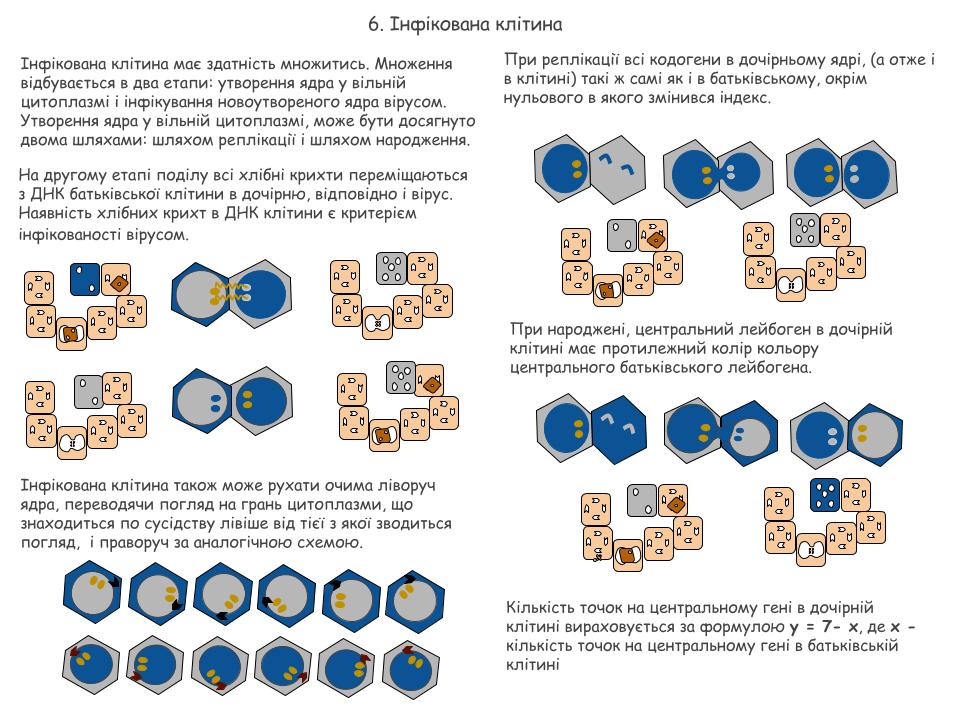 6. Інфікована клітина
Інфікована клітина має здатність множитись. Множення
відбувається в два етапи: утворення ядра у вільній
цитоплазмі і інфікування новоутвореного ядра вірусом.
Утворення ядра у вільній цитоплазмі, може бути досягнуто
двома шляхами: шляхом реплікації і шляхом народження.
На другому етапі поділу всі хлібні крихти переміщаються
з ДНК батьківської клітини в дочірню, відповідно і вірус.
Наявність хлібних крихт в ДНК клітини є критерієм
інфікованості вірусом.
Інфікована клітина також може рухати очима ліворуч
ядра, переводячи погляд на грань цитоплазми, що
знаходиться по сусідству лівіше від тієї з якої зводиться
погляд, і праворуч за аналогічною схемою.
При реплікації всі кодогени в дочірньому ядрі, (а отже і
в клітині) такі ж самі як і в батьківському, окрім
нульового в якого змінився індекс.
При народжені, центральний лейбоген в дочірній
клітині має протилежний колір кольору
центрального батьківського лейбогена.
Кількість точок на центральному гені в дочірній
клітині вираховується за формулою y = 7- x, де x -
кількість точок на центральному гені в батьківській
клітині